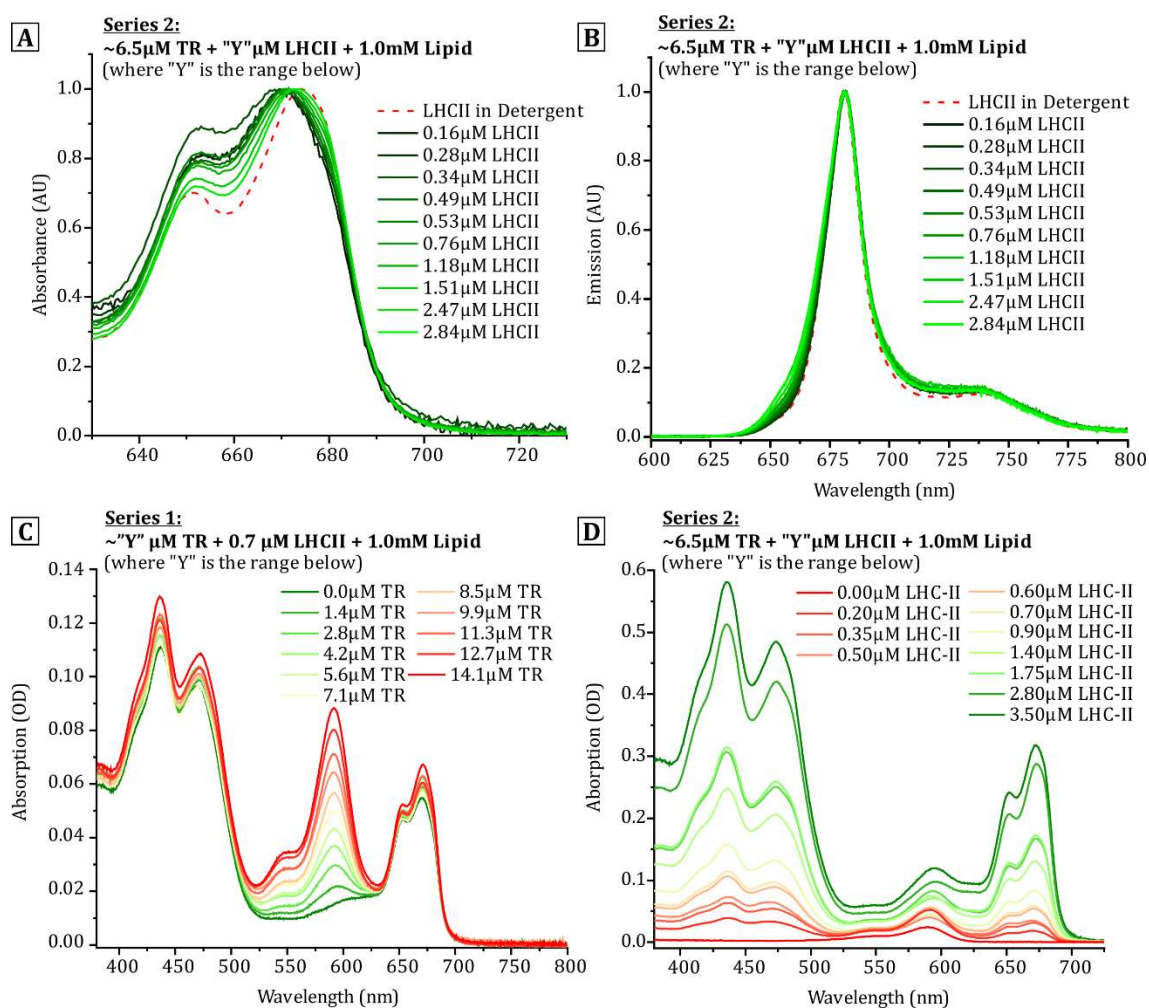 A
Series 2:
~6.5µM TR + "Y"µM LHCII + 1.0mM Lipid
(where "Y" is the range below)
LHCII in Detergent
0.16µM LHCII
0.28µM LHCII
0.34µM LHCII
0.49µM LHCII
0.53µM LHCII
0.76µM LHCII
1.18µM LHCII
1.51µM LHCII
2.47µM LHCII
2.84µM LHCII
Absorbance (AU)
1.0
0.8
0.6
0.4
0.2
0.0
640 660 680 700 720
B
Series 2:
~6.5µM TR + "Y"µM LHCII + 1.0mM Lipid
(where "Y" is the range below)
LHCII in Detergent
0.16µM LHCII
0.28µM LHCII
0.34µM LHCII
0.49µM LHCII
0.53µM LHCII
0.76µM LHCII
1.18µM LHCII
1.51µM LHCII
2.47µM LHCII
2.84µM LHCII
Emission (AU)
1.0
0.8
0.6
0.4
0.2
0.0
600 625 650 675 700 725 750 775 800
Wavelength (nm)
Wavelength (nm)
C
Series 1:
~"Y" µM TR + 0.7 µM LHCII + 1.0mM Lipid
(where "Y" is the range below)
0.0µM TR
1.4µM TR
2.8µM TR
4.2µM TR
5.6µM TR
7.1µM TR
8.5µM TR
9.9µM TR
11.3µM TR
12.7µM TR
14.1µM TR
Absorption (OD)
0.14
0.12
0.10
0.08
0.06
0.04
0.02
0.00
400 450 500 550 600 650 700 750 800
Wavelength (nm)
D
Series 2:
~6.5µM TR + "Y"µM LHCII + 1.0mM Lipid
(where "Y" is the range below)
0.00µM LHC-II
0.20µM LHC-II
0.35µM LHC-II
0.50µM LHC-II
0.60µM LHC-II
0.70µM LHC-II
0.90µM LHC-II
1.40µM LHC-II
1.75µM LHC-II
2.80µM LHC-II
3.50µM LHC-II
Aborption (OD)
0.6
0.5
0.4
0.3
0.2
0.1
0.0
400 450 500 550 600 650 700
Wavelength (nm)